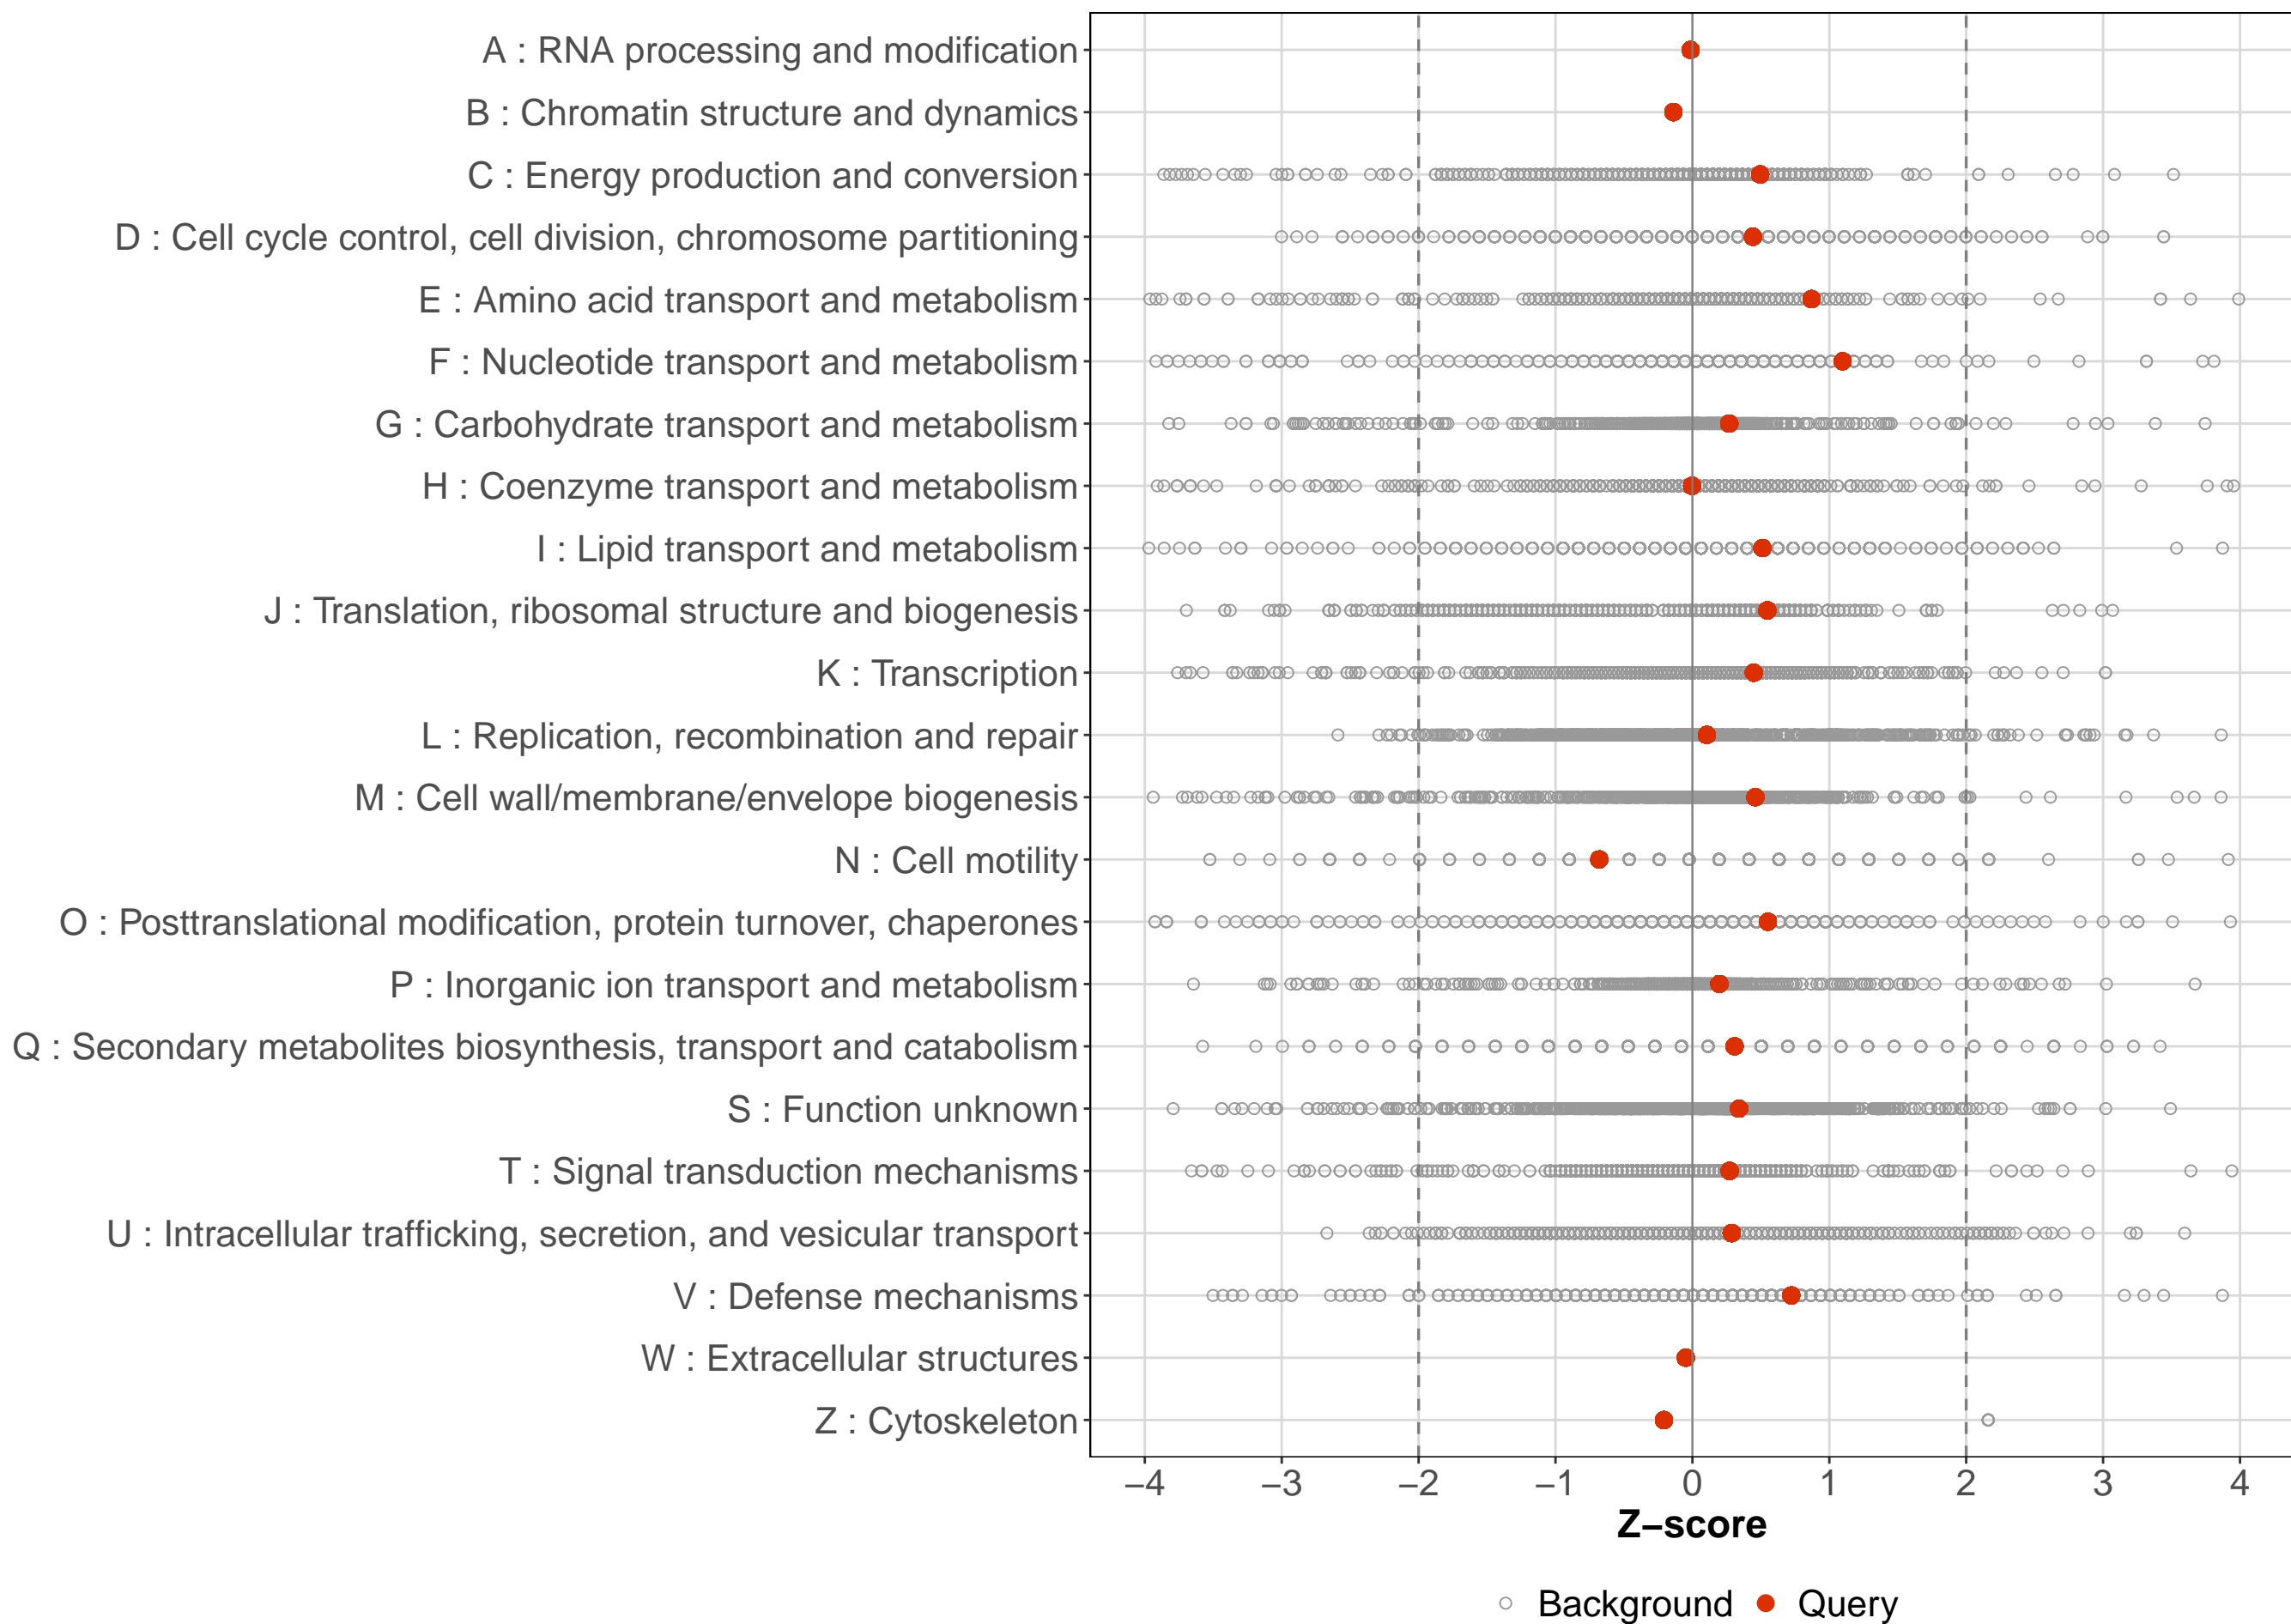 A : RNA processing and modification
B : Chromatin structure and dynamics
C : Energy production and conversion
D : Cell cycle control, cell division, chromosome partitioning
E : Amino acid transport and metabolism
F : Nucleotide transport and metabolism
G : Carbohydrate transport and metabolism
H : Coenzyme transport and metabolism
I : Lipid transport and metabolism
J : Translation, ribosomal structure and biogenesis
K : Transcription
L : Replication, recombination and repair
M : Cell wall/membrane/envelope biogenesis
N : Cell motility
O : Posttranslational modification, protein turnover, chaperones
P : Inorganic ion transport and metabolism
Q : Secondary metabolites biosynthesis, transport and catabolism
S : Function unknown
T : Signal transduction mechanisms
U : Intracellular trafficking, secretion, and vesicular transport
V : Defense mechanisms
W : Extracellular structures
Z : Cytoskeleton
−4 −3 −2 −1 0 1 2 3 4
Z−score
Background Query